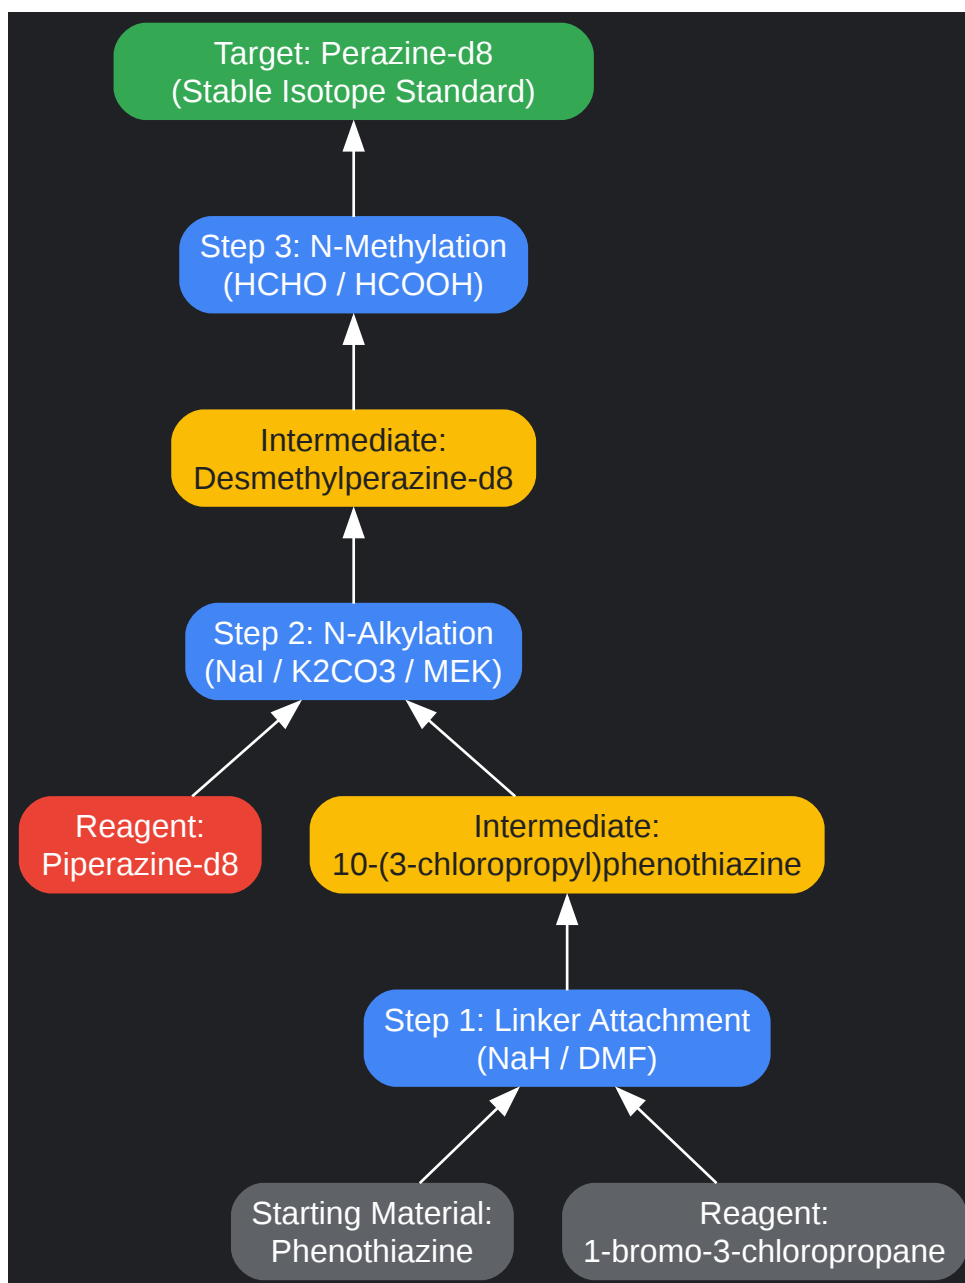 Target: Perazine-d8
(Stable Isotope Standard)
Step 3: N-Methylation
(HCHO / HCOOH)
Intermediate:
Desmethylperazine-d8
Step 2: N-Alkylation
(NaI / K2CO3 / MEK)
Reagent:
Piperazine-d8
Intermediate:
10-(3-chloropropyl)phenothiazine
Step 1: Linker Attachment
(NaH / DMF)
Starting Material:
Phenothiazine
Reagent:
1-bromo-3-chloropropane